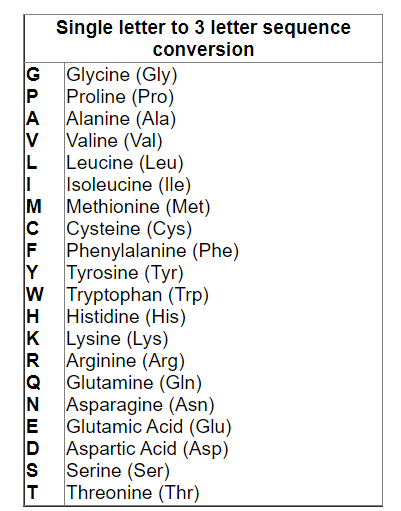 Single letter to 3 letter sequence
conversion
G Glycine (Gly)
P Proline (Pro)
A Alanine (Ala)
V Valine (Val)
L Leucine (Leu)
I Isoleucine (Ile)
M Methionine (Met)
C Cysteine (Cys)
F Phenylalanine (Phe)
Y Tyrosine (Tyr)
W Tryptophan (Trp)
H Histidine (His)
K Lysine (Lys)
R Arginine (Arg)
Q Glutamine (Gln)
N Asparagine (Asn)
E Glutamic Acid (Glu)
D Aspartic Acid (Asp)
S Serine (Ser)
T Threonine (Thr)